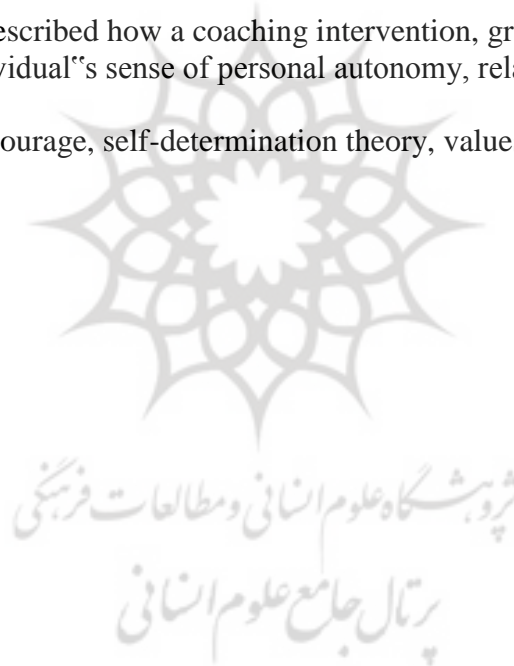 escribed how a coaching intervention, gr
vidual‟s sense of personal autonomy, rela
ourage, self-determination theory, value
پژوهشگاه علوم انسانی و مطالعات فرهنگی
پرتال جامع علوم انسانی